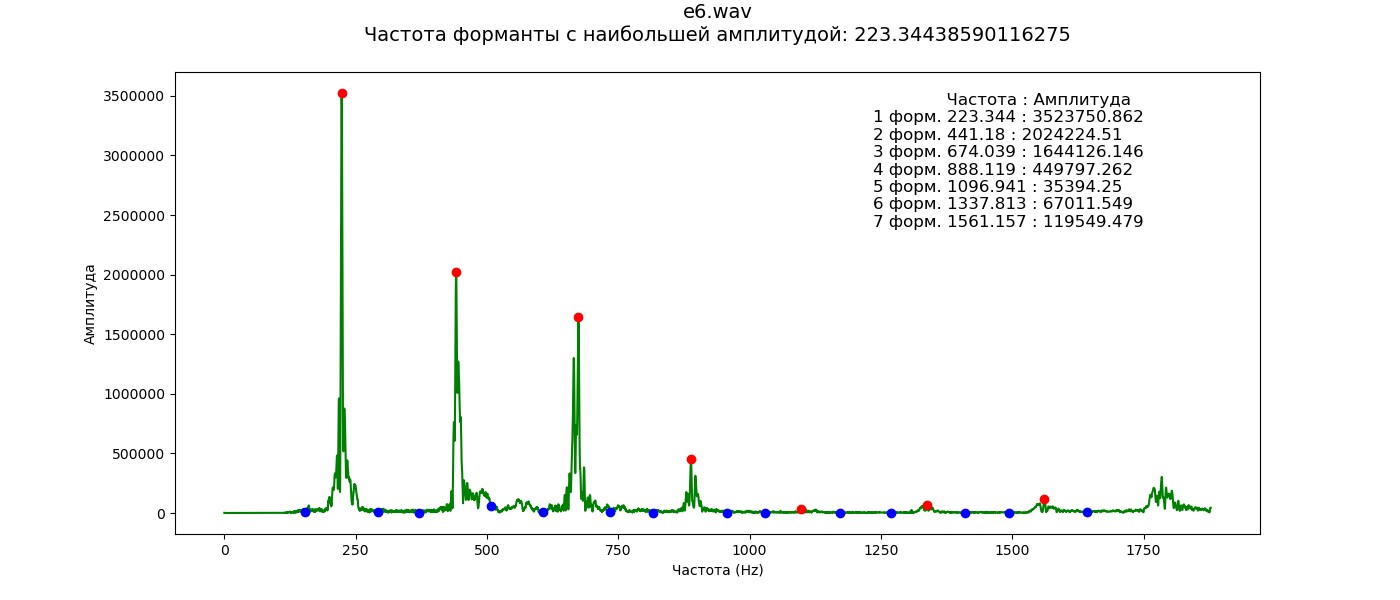 e6.wav
Частота форманты с наибольшей амплитудой: 223.34438590116275
Частота : Амплитуда
1 форм. 223.344 : 3523750.862
2 форм. 441.18 : 2024224.51
3 форм. 674.039 : 1644126.146
4 форм. 888.119 : 449797.262
5 форм. 1096.941 : 35394.25
6 форм. 1337.813 : 67011.549
7 форм. 1561.157 : 119549.479
Амплитуда
3500000
3000000
2500000
2000000
1500000
1000000
500000
0
0 250 500 750 1000 1250 1500 1750
Частота (Hz)